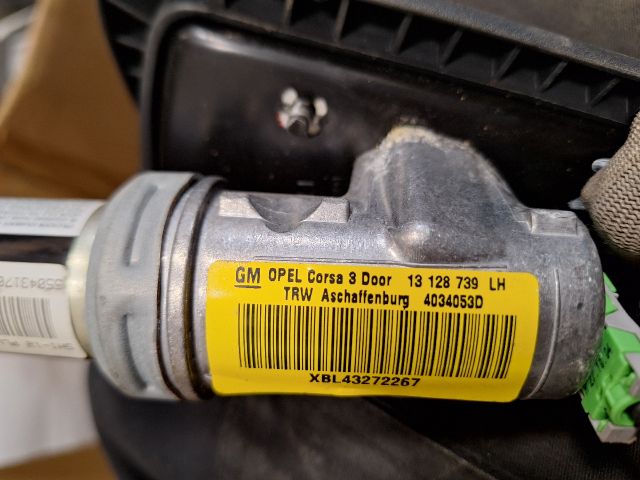 GM OPEL Corsa 3 Door 13 128 739 LH
TRW Aschaffenburg 4034053D
XBL43272267